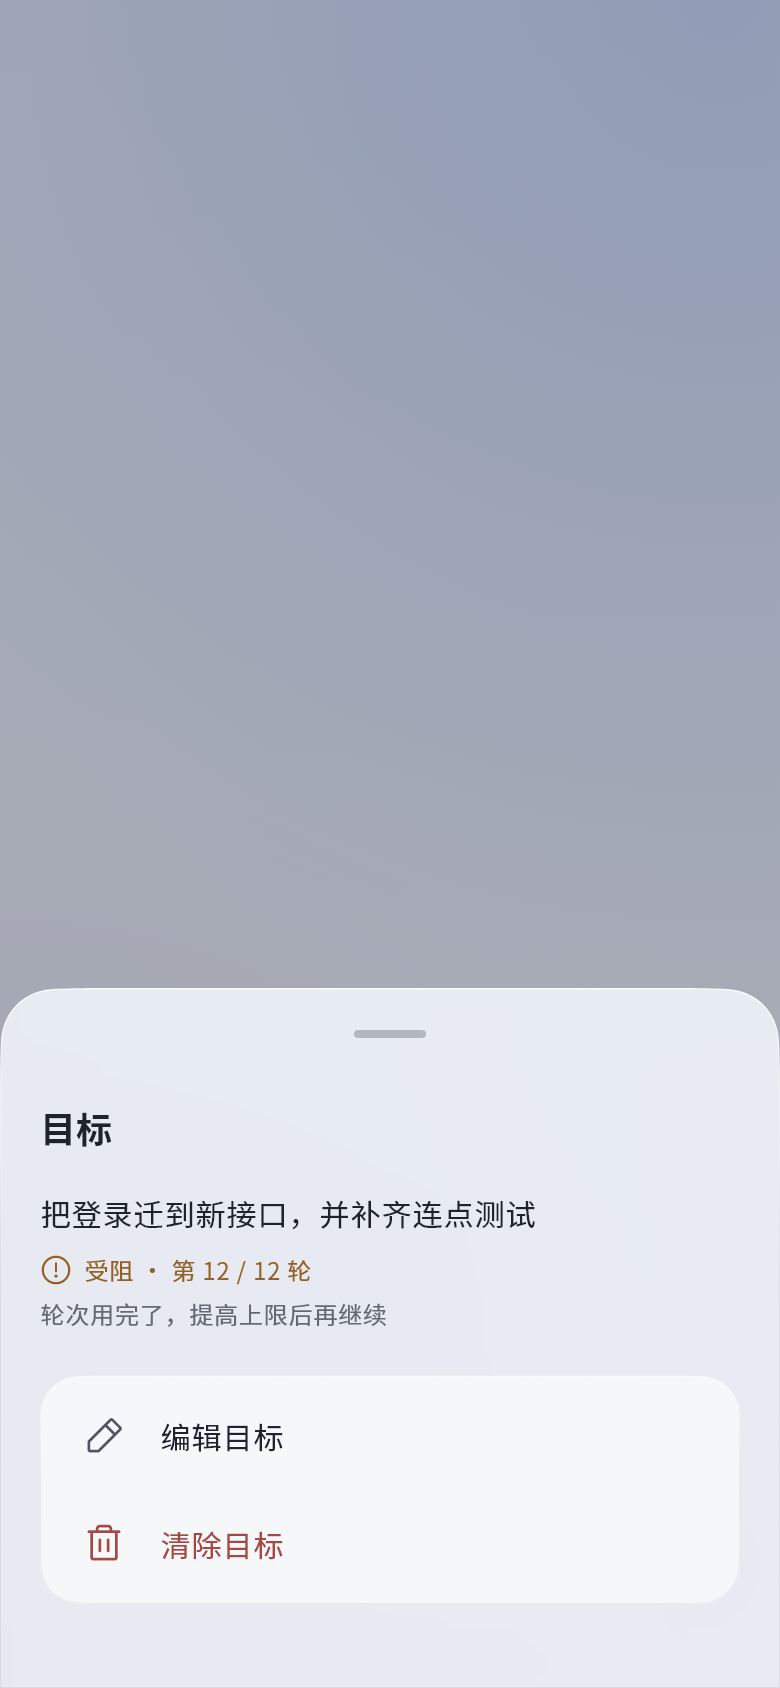 目标
把登录迁到新接口，并补齐连点测试
受阻 · 第 12 / 12 轮
轮次用完了，提高上限后再继续
编辑目标
清除目标